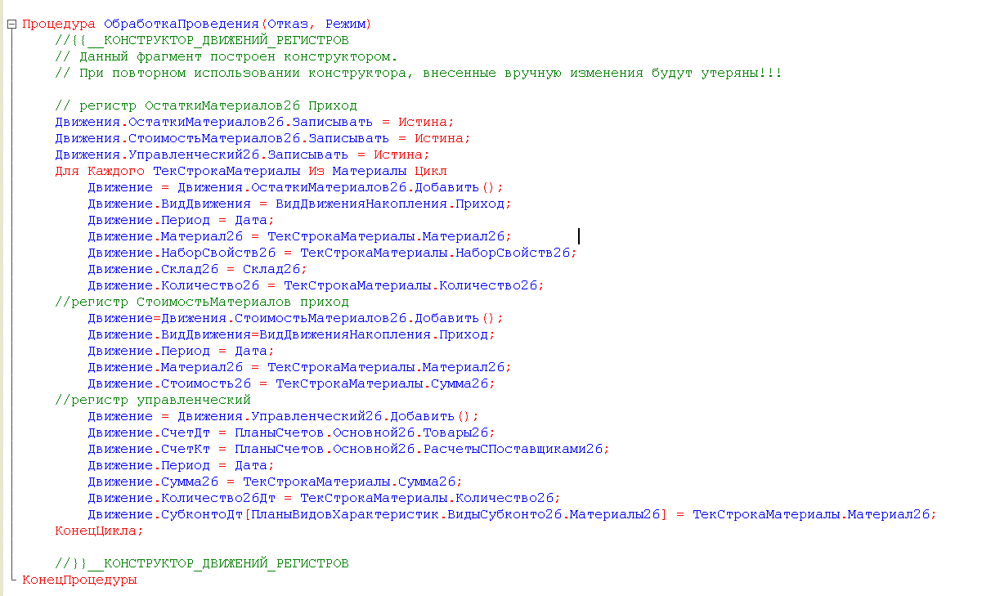 Процедура ОбработкаПроведения(Отказ, Режим)
//{{__КОНСТРУКТОР_ДВИЖЕНИЙ_РЕГИСТРОВ
// Данный фрагмент построен конструктором.
// При повторном использовании конструктора, внесенные вручную изменения будут утеряны!!!
// регистр ОстаткиМатериалов26 Приход
Движения.ОстаткиМатериалов26.Записывать = Истина;
Движения.СтоимостьМатериалов26.Записывать = Истина;
Движения.Управленческий26.Записывать = Истина;
Для Каждого ТекСтрокаМатериалы Из Материалы Цикл
Движение = Движения.ОстаткиМатериалов26.Добавить();
Движение.ВидДвижения = ВидДвиженияНакопления.Приход;
Движение.Период = Дата;
Движение.Материал26 = ТекСтрокаМатериалы.Материал26;
Движение.НаборСвойств26 = ТекСтрокаМатериалы.НаборСвойств26;
Движение.Склад26 = Склад26;
Движение.Количество26 = ТекСтрокаМатериалы.Количество26;
//регистр СтоимостьМатериалов приход
Движение=Движения.СтоимостьМатериалов26.Добавить();
Движение.ВидДвижения=ВидДвиженияНакопления.Приход;
Движение.Период = Дата;
Движение.Материал26 = ТекСтрокаМатериалы.Материал26;
Движение.Стоимость26 = ТекСтрокаМатериалы.Сумма26;
//регистр управленческий
Движение = Движения.Управленческий26.Добавить();
Движение.СчетДт = ПланыСчетов.Основной26.Товары26;
Движение.СчетКт = ПланыСчетов.Основной26.РасчетыСПоставщиками26;
Движение.Период = Дата;
Движение.Сумма26 = ТекСтрокаМатериалы.Сумма26;
Движение.Количество26Дт = ТекСтрокаМатериалы.Количество26;
Движение.СубконтоДт[ПланыВидовХарактеристик.ВидыСубконто26.Материалы26] = ТекСтрокаМатериалы.Материал26;
КонецЦикла;
//}}__КОНСТРУКТОР_ДВИЖЕНИЙ_РЕГИСТРОВ
КонецПроцедуры